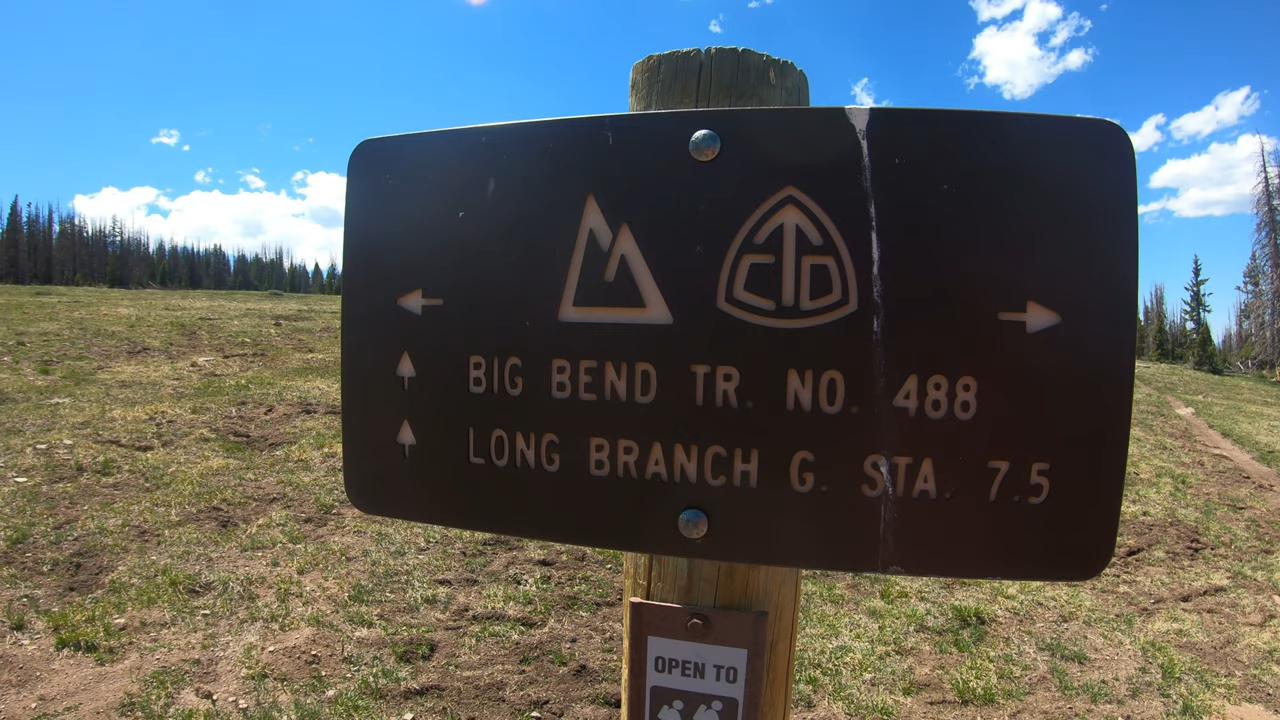 CTD
BIG BEND TR. NO. 488
LONG BRANCH G. STA. 7.5
OPEN TO